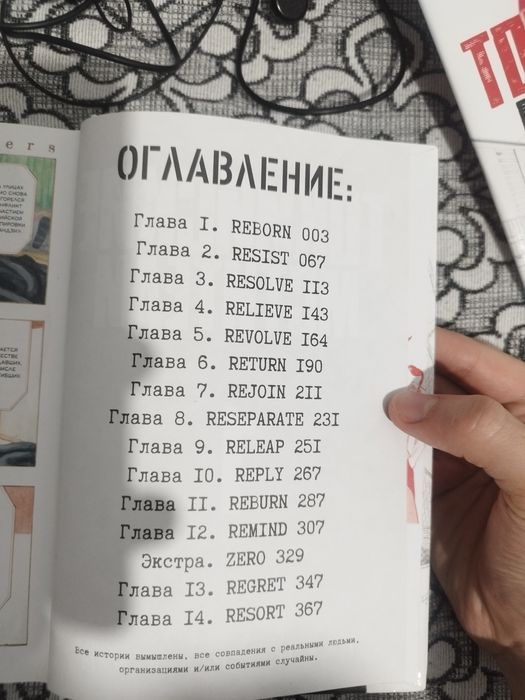 ers
УЛИЦАХ
ОГЛАВЛЕНИЕ:
Глава I. REBORN 003
Глава 2. RESIST 067
Глава 3. RESOLVE II3
Глава 4. RELIEVE I43
Глава 5. REVOLVE I64
Глава 6. RETURN I90
Глава 7. REJOIN 2II
Глава 8. RESEPARATE 23I
Глава 9. RELEAP 25I
Глава I0. REPLY 267
Глава II. REBURN 287
Глава I2. REMIND 307
Экстра. ZERO 329
Глава I3. REGRET 347
Глава I4. RESORT 367
Все истории вымышлены, все совпадения с реальными людьми,
организациями и/или событиями случайны.